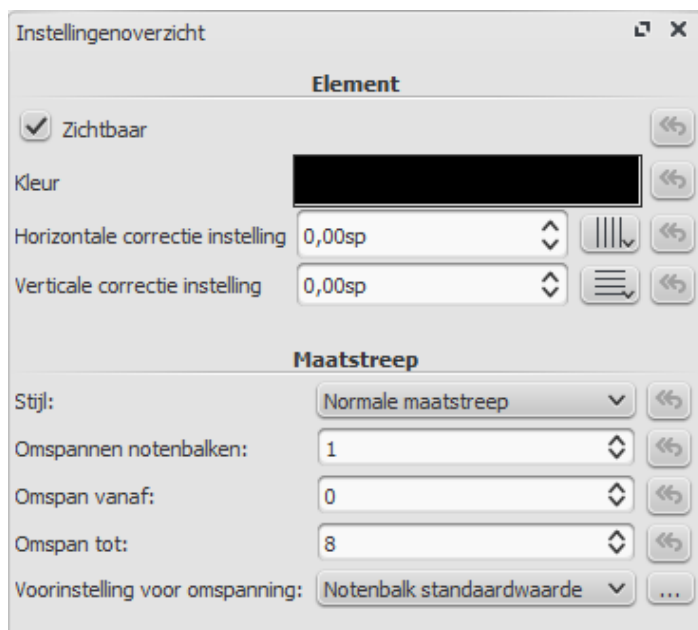 Instellingenoverzicht
Element
Zichtbaar
Kleur
Horizontale correctie instelling 0,00sp
Verticale correctie instelling 0,00sp
Maatstreep
Stijl: Normale maatstreep
Omspannen notenbalken: 1
Omspan vanaf: 0
Omspan tot: 8
Voorinstelling voor omspanning: Notenbalk standaardwaarde ...